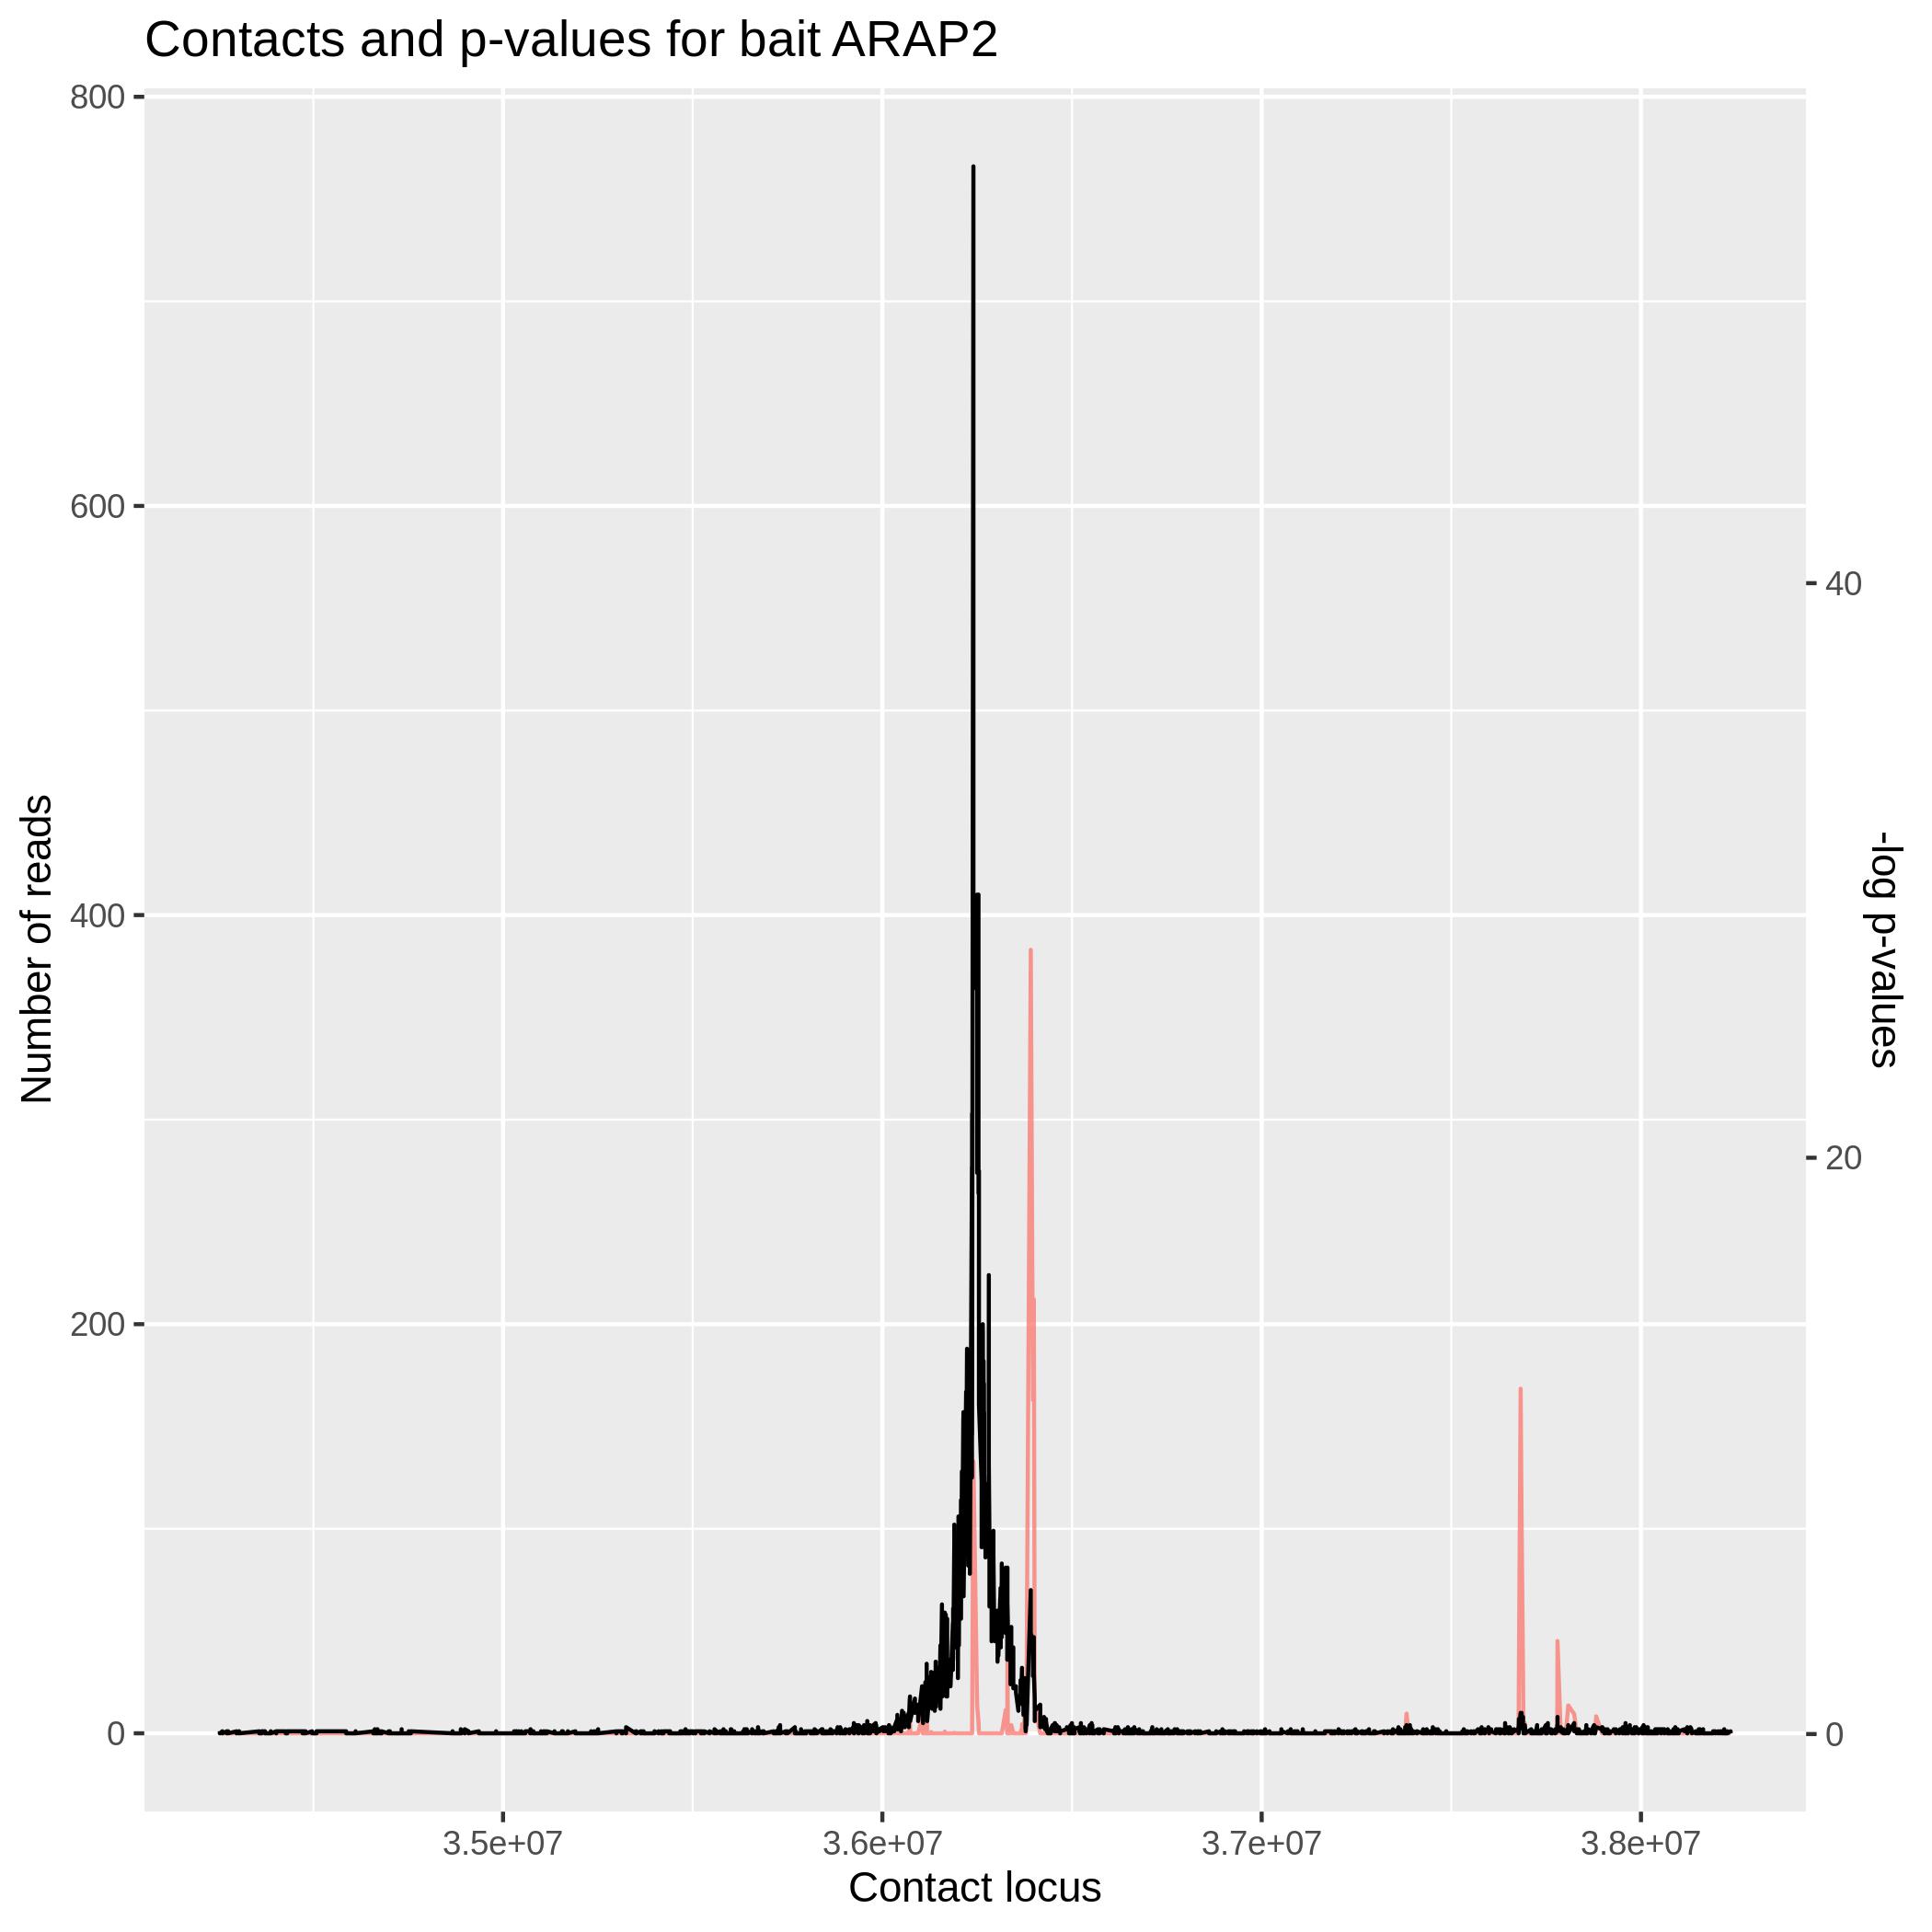 Contacts and p-values for bait ARAP2
800
600
400
200
0
Number of reads
40
20
0
-log p-values
3.5e+07
3.6e+07
3.7e+07
3.8e+07
Contact locus